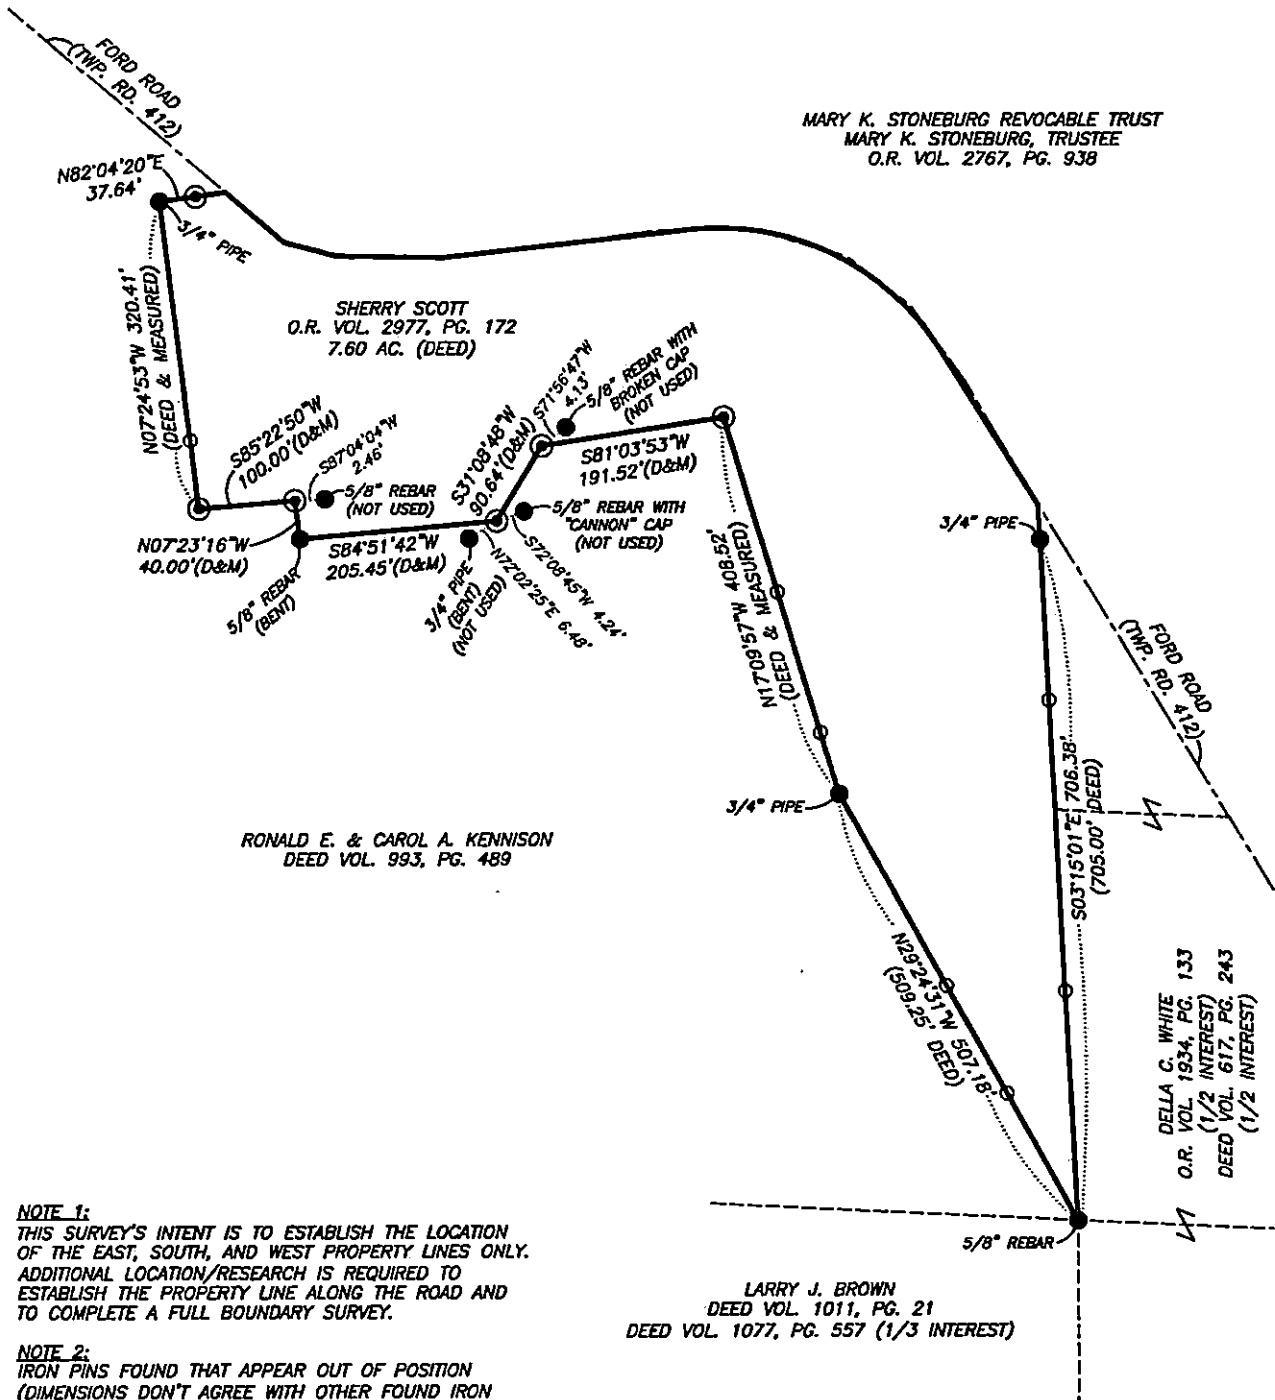 FORD ROAD
(TWP. RD. 412)
MARY K. STONEBURG REVOCABLE TRUST
MARY K. STONEBURG, TRUSTEE
O.R. VOL. 2767, PG. 938
N82°04'20"E
37.64'
3/4" PIPE
N07°24'53"W 320.41'
(DEED & MEASURED)
SHERRY SCOTT
O.R. VOL. 2977, PG. 172
7.60 AC. (DEED)
S85°22'50"W
100.00'(D&M)
S87°04'04"W
2.46'
5/8" REBAR
(NOT USED)
S31°08'48"W
90.64'(D&M)
S71°56'47"W
4.13'
5/8" REBAR WITH
BROKEN CAP
(NOT USED)
S81°03'53"W
191.52'(D&M)
N07°23'16"W
40.00'(D&M)
5/8" REBAR
(BENT)
S84°51'42"W
205.45'(D&M)
3/4" PIPE
(BENT)
(NOT USED)
5/8" REBAR WITH
"CANNON" CAP
(NOT USED)
S72°08'45"W 4.24'
N72°02'25"E 6.48'
N17°09'57"W 408.52'
(DEED & MEASURED)
3/4" PIPE
FORD ROAD
(TWP. RD. 412)
3/4" PIPE
S03°15'01"E 706.38'
(705.00' DEED)
RONALD E. & CAROL A. KENNISON
DEED VOL. 993, PG. 489
N29°24'31"W 507.18'
(509.25' DEED)
DELLA C. WHITE
O.R. VOL. 1934, PG. 133
(1/2 INTEREST)
DEED VOL. 617, PG. 243
(1/2 INTEREST)
5/8" REBAR
LARRY J. BROWN
DEED VOL. 1011, PG. 21
DEED VOL. 1077, PG. 557 (1/3 INTEREST)
NOTE 1:
THIS SURVEY'S INTENT IS TO ESTABLISH THE LOCATION
OF THE EAST, SOUTH, AND WEST PROPERTY LINES ONLY.
ADDITIONAL LOCATION/RESEARCH IS REQUIRED TO
ESTABLISH THE PROPERTY LINE ALONG THE ROAD AND
TO COMPLETE A FULL BOUNDARY SURVEY.
NOTE 2:
IRON PINS FOUND THAT APPEAR OUT OF POSITION
(DIMENSIONS DON'T AGREE WITH OTHER FOUND IRON